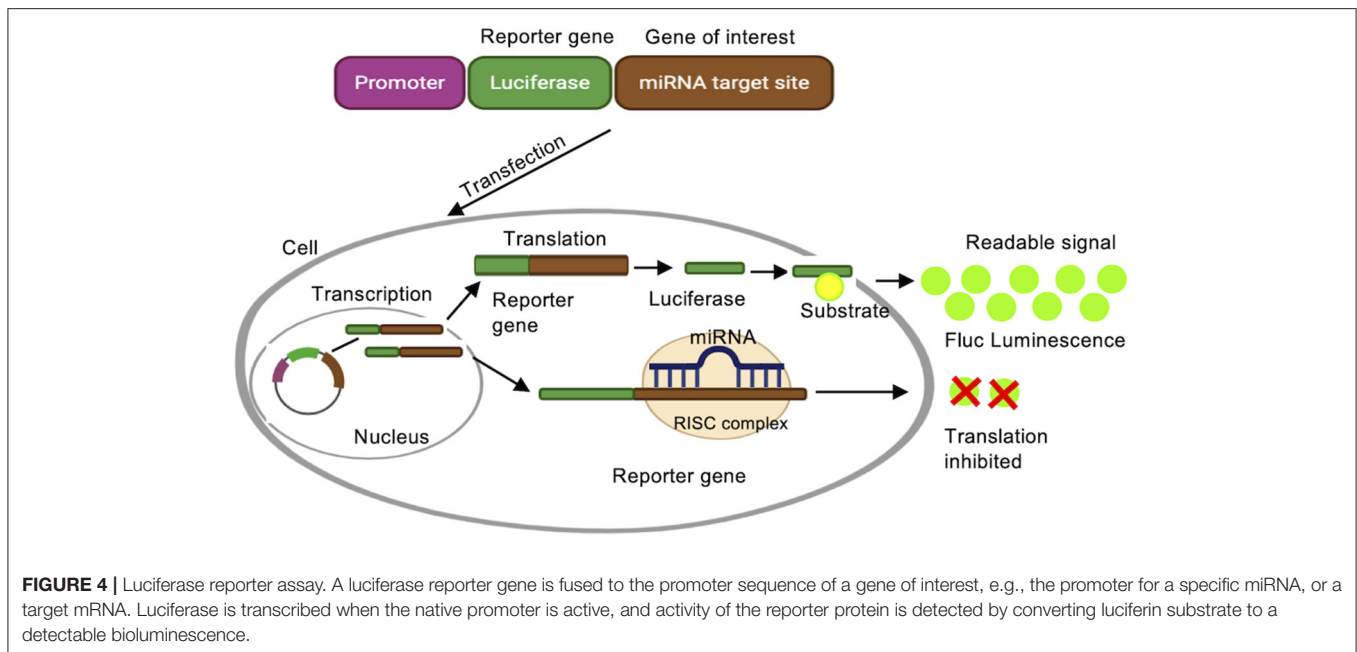 Reporter gene Gene of interest
Promoter Luciferase miRNA target site
Transfection
Cell
Translation
Readable signal
Transcription
Reporter
gene
Luciferase
Substrate
Fluc Luminescence
miRNA
RISC complex
Nucleus
Reporter gene
Translation
inhibited
FIGURE 4 | Luciferase reporter assay. A luciferase reporter gene is fused to the promoter sequence of a gene of interest, e.g., the promoter for a specific miRNA, or a
target mRNA. Luciferase is transcribed when the native promoter is active, and activity of the reporter protein is detected by converting luciferin substrate to a
detectable bioluminescence.